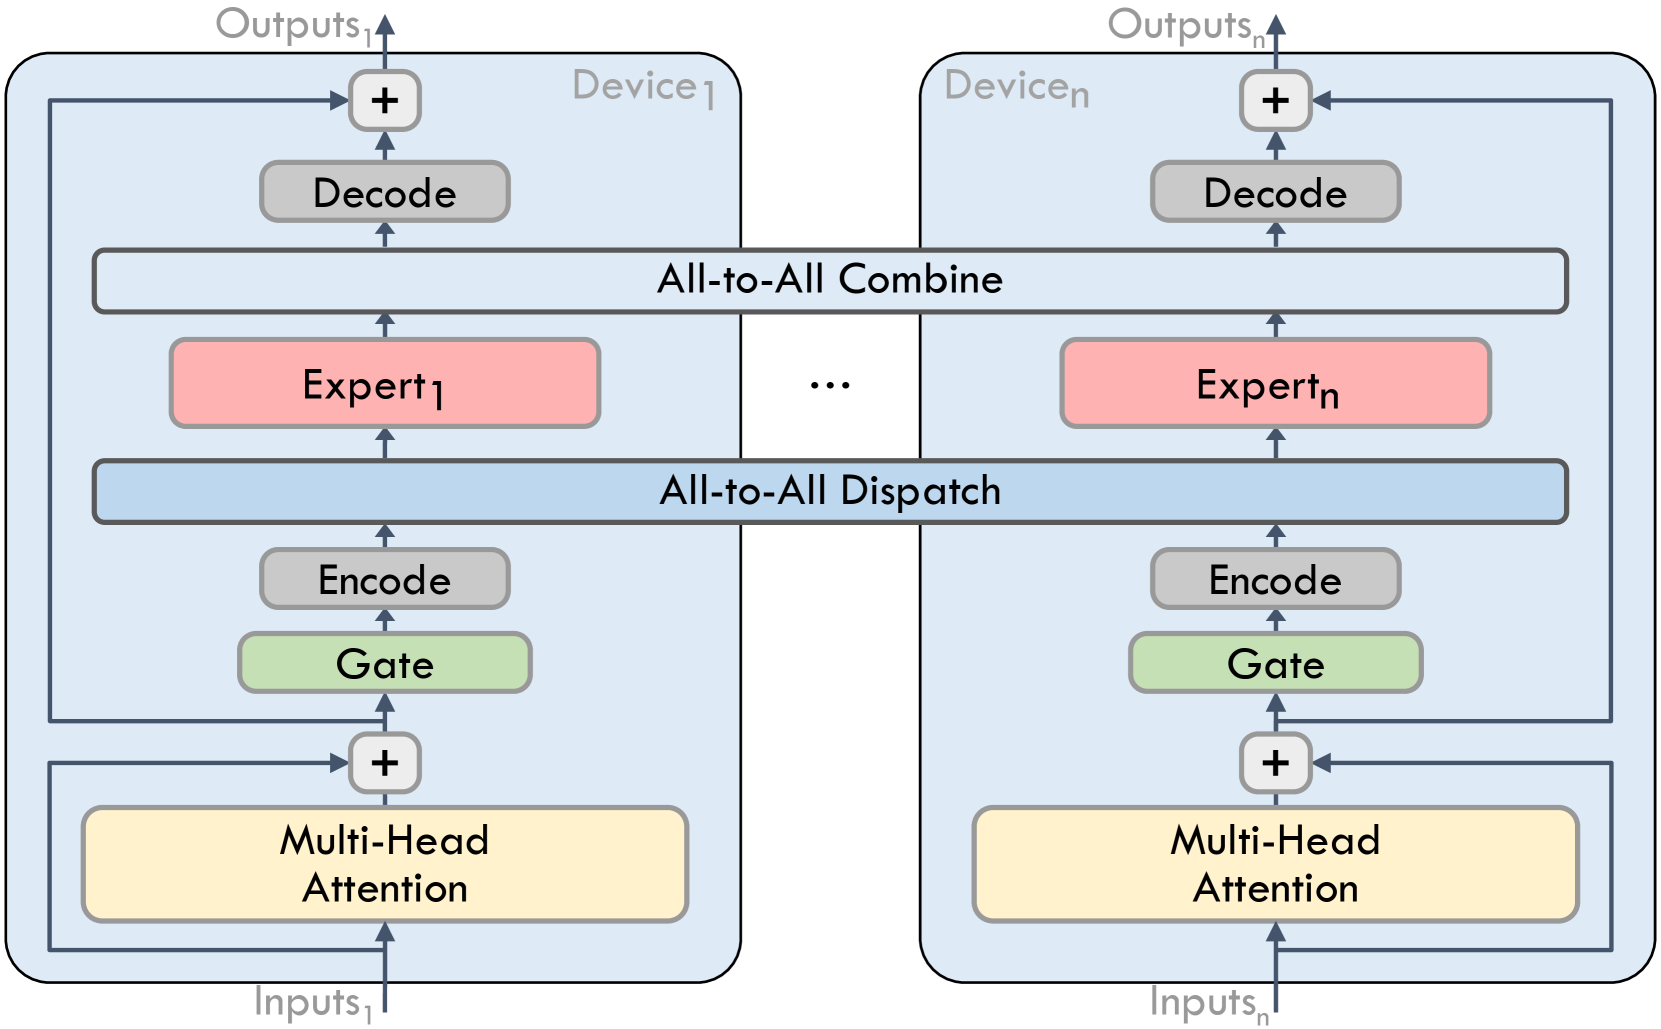 Outputs1
Outputsn
Device1
Devicen
+
+
Decode
Decode
All-to-All Combine
Expert1
...
Expertn
All-to-All Dispatch
Encode
Encode
Gate
Gate
+
+
Multi-Head
Attention
Multi-Head
Attention
Inputs1
Inputsn